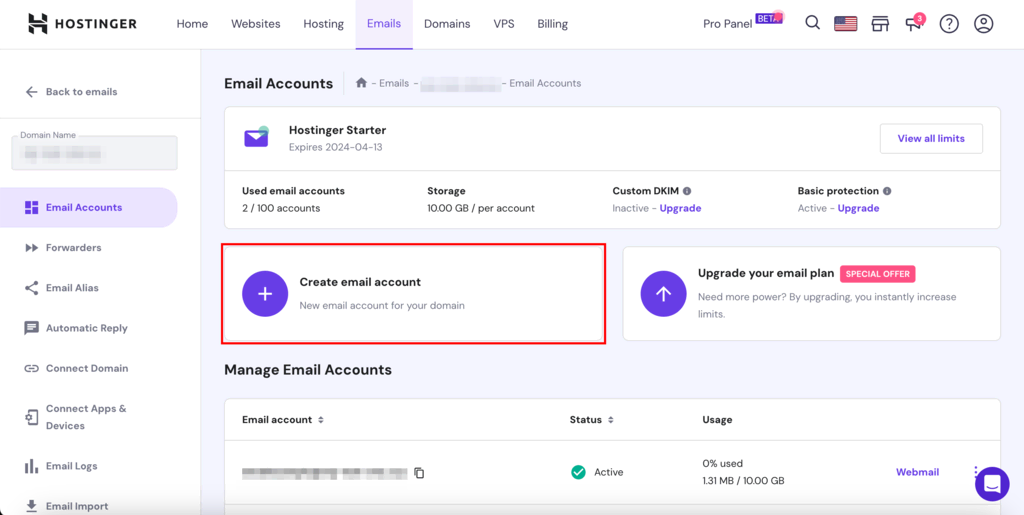 HOSTINGER
Home Websites Hosting Emails Domains VPS Billing Pro Panel BETA 3 ?
Back to emails
Domain Name
Email Accounts
Forwarders
Email Alias
Automatic Reply
Connect Domain
Connect Apps &
Devices
Email Logs
Email Import
Email Accounts - Emails - - Email Accounts
Hostinger Starter
Expires 2024-04-13
View all limits
Used email accounts Storage Custom DKIM Basic protection
2 / 100 accounts 10.00 GB / per account Inactive - Upgrade Active - Upgrade
Create email account
New email account for your domain
Upgrade your email plan SPECIAL OFFER
Need more power? By upgrading, you instantly increase
limits.
Manage Email Accounts
Email account Status Usage
Active
0% used
1.31 MB / 10.00 GB
Webmail